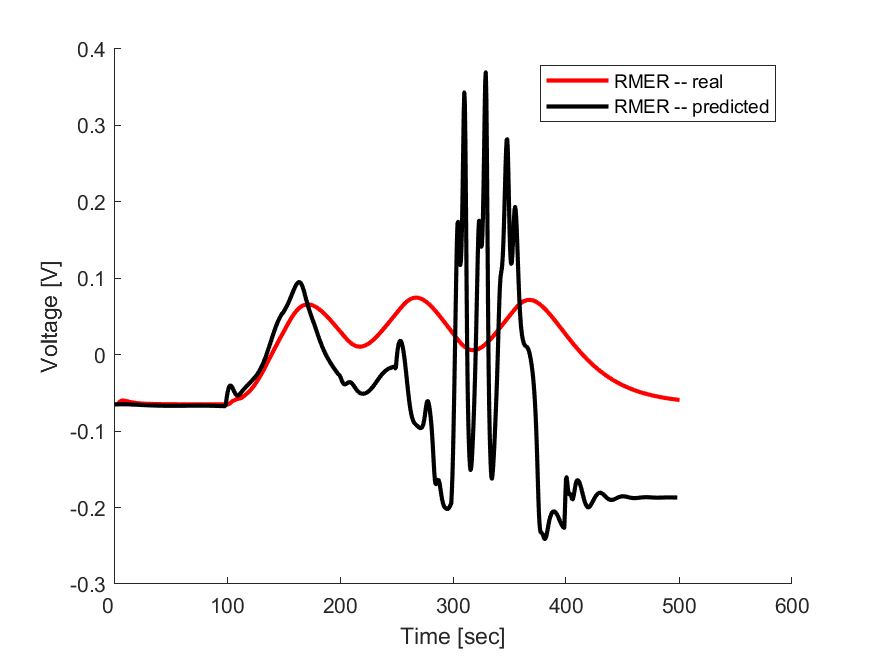 0.4
0.3
0.2
0.1
0
-0.1
-0.2
-0.3
Voltage [V]
RMER -- real
RMER -- predicted
0 100 200 300 400 500 600
Time [sec]